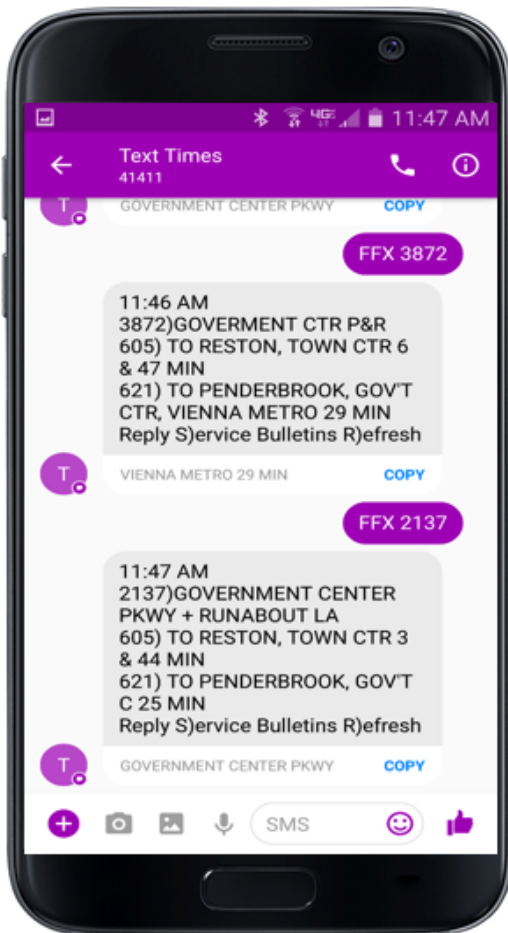 4GE 11:47 AM
Text Times
41411
T
GOVERNMENT CENTER PKWY COPY
FFX 3872
11:46 AM
3872)GOVERMENT CTR P&R
605) TO RESTON, TOWN CTR 6
& 47 MIN
621) TO PENDERBROOK, GOV'T
CTR, VIENNA METRO 29 MIN
Reply S)ervice Bulletins R)efresh
T
VIENNA METRO 29 MIN COPY
FFX 2137
11:47 AM
2137)GOVERNMENT CENTER
PKWY + RUNABOUT LA
605) TO RESTON, TOWN CTR 3
& 44 MIN
621) TO PENDERBROOK, GOV'T
C 25 MIN
Reply S)ervice Bulletins R)efresh
T
GOVERNMENT CENTER PKWY COPY
SMS